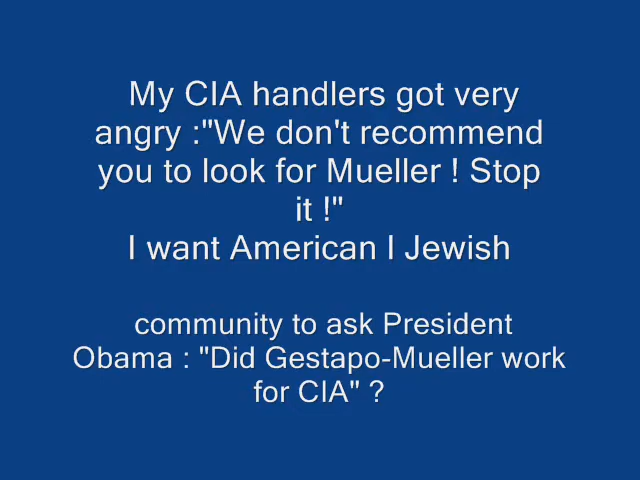 My CIA handlers got very
angry :"We don't recommend
you to look for Mueller ! Stop
it !"
I want American I Jewish
community to ask President
Obama : "Did Gestapo-Mueller work
for CIA" ?